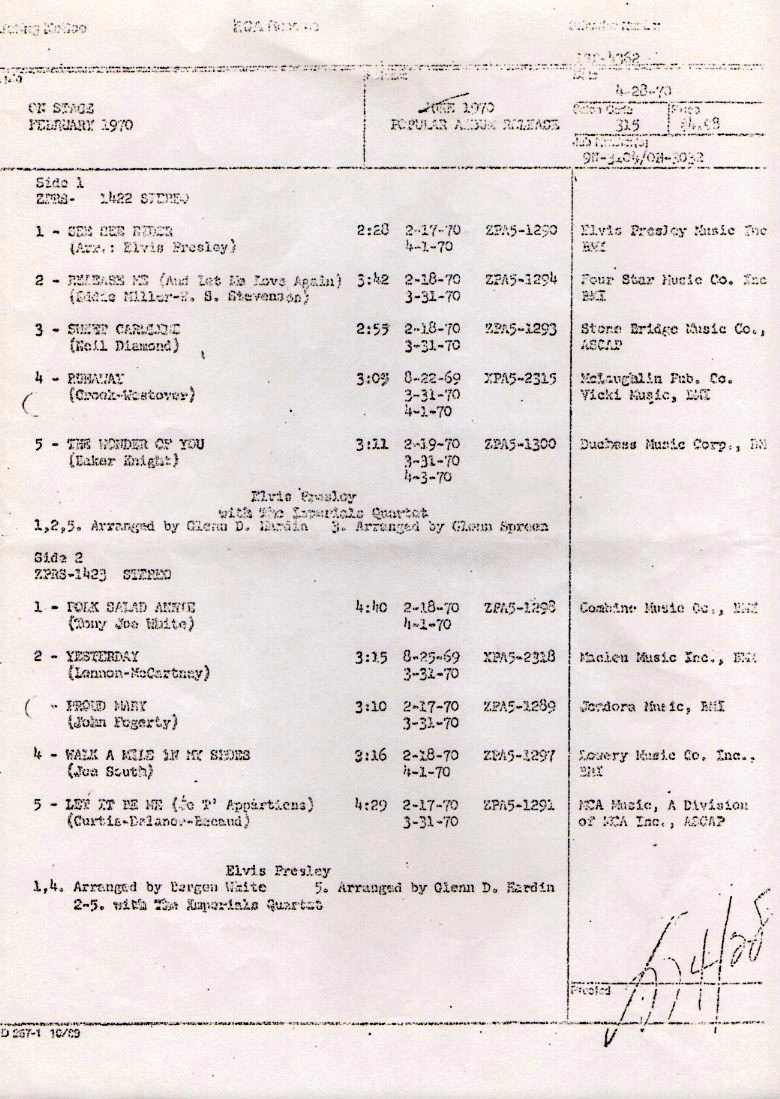 RCA Records
LSP-4362
Date
4-28-70
ON STAGE
FEBRUARY 1970
JUNE 1970
POPULAR ALBUM RELEASE
315
$4.98
9N-3104/0H-3032
Side 1
ZPRS- 1422 STEREO
1 - SEE SEE RIDER 2:28 2-17-70 ZPA5-1290 Elvis Presley Music Inc
(Arr.: Elvis Presley) 4-1-70 BMI
2 - RELEASE ME (And Let Me Love Again) 3:42 2-18-70 ZPA5-1294 Four Star Music Co. Inc
(Eddie Miller-W. S. Stevenson) 3-31-70 BMI
3 - SWEET CAROLINE 2:55 2-18-70 ZPA5-1293 Stone Bridge Music Co.,
(Neil Diamond) 3-31-70 ASCAP
4 - RUNAWAY 8-22-69 XPA5-2315 McLaughlin Pub. Co.
(Crook-Westover) 3-31-70 Vicki Music, BMI
4-1-70
5 - THE WONDER OF YOU 3:11 2-19-70 ZPA5-1300 Duchess Music Corp., BM
(Baker Knight) 3-31-70
4-3-70
Elvis Presley
with The Imperials Quartet
1,2,5. Arranged by Glenn D. Hardin 3. Arranged by Glenn Spreen
Side 2
ZPRS-1423 STEREO
1 - POLK SALAD ANNIE 4:40 2-18-70 ZPA5-1298 Combine Music Co., BMI
(Tony Joe White) 4-1-70
2 - YESTERDAY 3:15 8-25-69 XPA5-2318 Maclen Music Inc., BMI
(Lennon-McCartney) 3-31-70
- PROUD MARY 3:10 2-17-70 ZPA5-1289 Jondora Music, BMI
(John Fogerty) 3-31-70
4 - WALK A MILE IN MY SHOES 3:16 2-18-70 ZPA5-1297 Lowery Music Co. Inc.,
(Joe South) 4-1-70 BMI
5 - LET IT BE ME (Je T' Appartiens) 4:29 2-17-70 ZPA5-1291 MCA Music, A Division
(Curtis-Delanoe-Becaud) 3-31-70 of MCA Inc., ASCAP
Elvis Presley
1,4. Arranged by Bergen White 5. Arranged by Glenn D. Hardin
2-5. with The Imperials Quartet
4/28
D 267-1 10/69